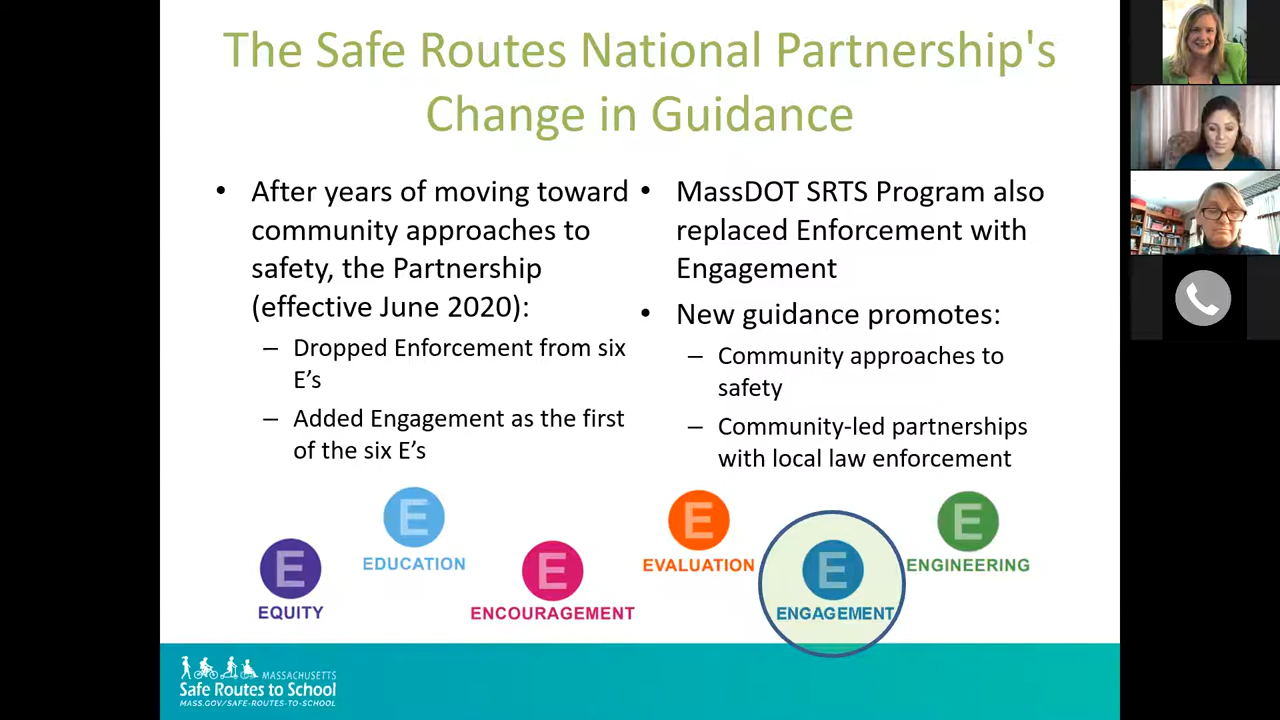 The Safe Routes National Partnership's
Change in Guidance
• After years of moving toward
community approaches to
safety, the Partnership
(effective June 2020):
– Dropped Enforcement from six
E’s
– Added Engagement as the first
of the six E’s
• MassDOT SRTS Program also
replaced Enforcement with
Engagement
• New guidance promotes:
– Community approaches to
safety
– Community-led partnerships
with local law enforcement
E
EQUITY
E
EDUCATION
E
ENCOURAGEMENT
E
EVALUATION
E
ENGAGEMENT
E
ENGINEERING
MASSACHUSETTS
Safe Routes to School
MASS.GOV/SAFE-ROUTES-TO-SCHOOL